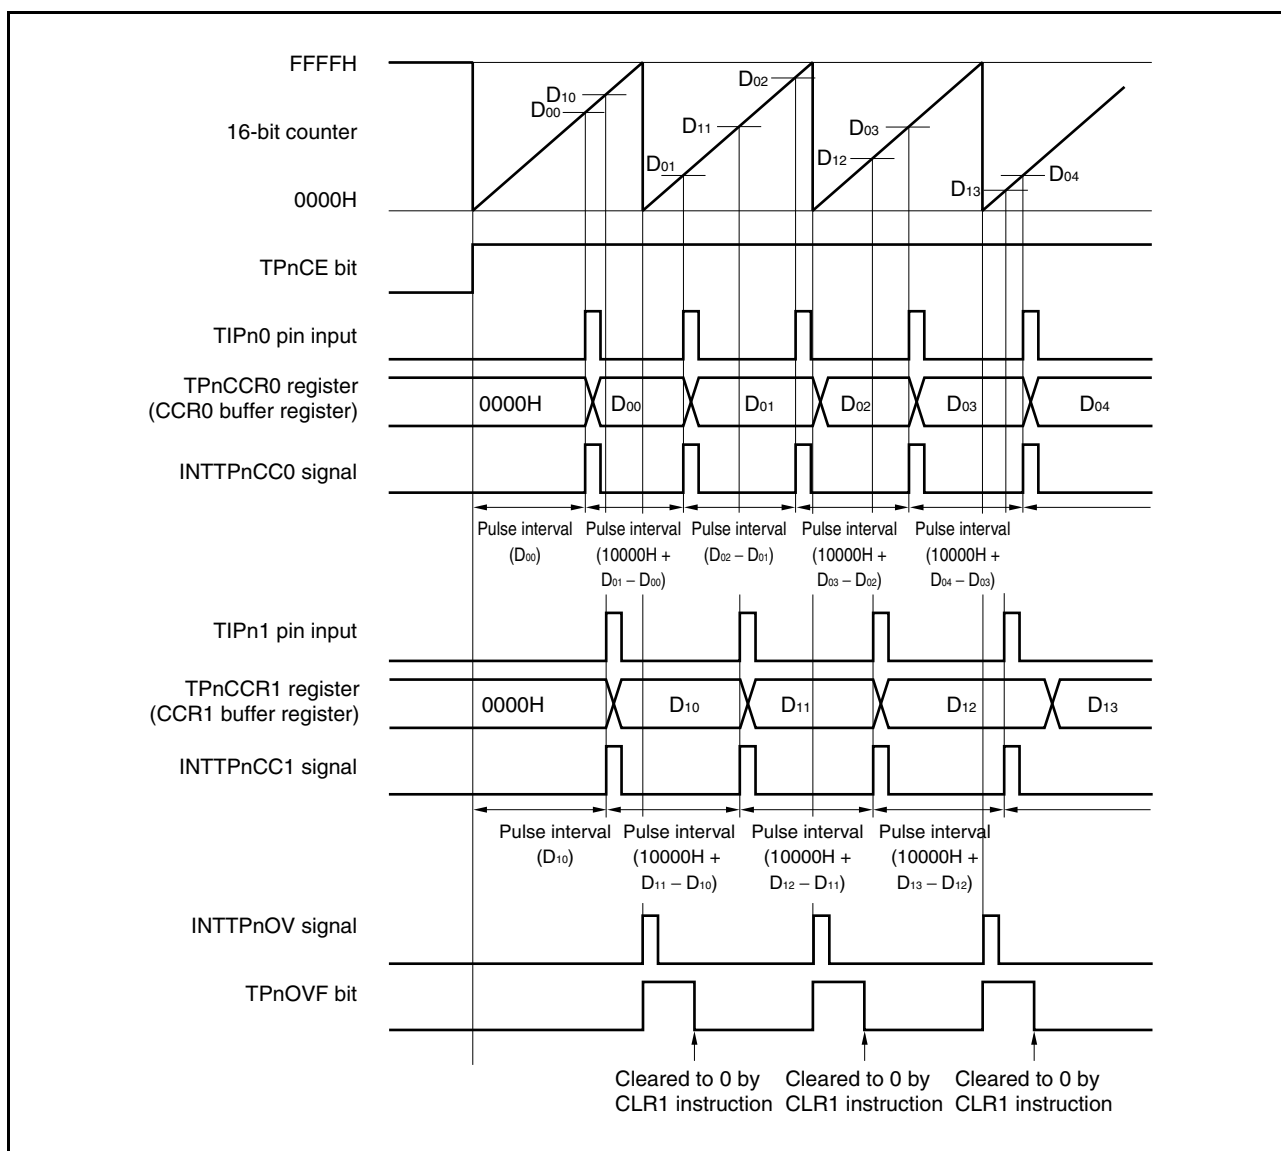 FFFFH
D10
D00
D02
16-bit counter
D11
D03
D01
D12
0000H
D13
D04
TPnCE bit
TIPn0 pin input
TPnCCR0 register
(CCR0 buffer register)
0000H
D00
D01
D02
D03
D04
INTTPnCC0 signal
Pulse interval
(D00)
Pulse interval
(10000H +
D01 – D00)
Pulse interval
(D02 – D01)
Pulse interval
(10000H +
D03 – D02)
Pulse interval
(10000H +
D04 – D03)
TIPn1 pin input
TPnCCR1 register
(CCR1 buffer register)
0000H
D10
D11
D12
D13
INTTPnCC1 signal
Pulse interval
(D10)
Pulse interval
(10000H +
D11 – D10)
Pulse interval
(10000H +
D12 – D11)
Pulse interval
(10000H +
D13 – D12)
INTTPnOV signal
TPnOVF bit
Cleared to 0 by
CLR1 instruction
Cleared to 0 by
CLR1 instruction
Cleared to 0 by
CLR1 instruction